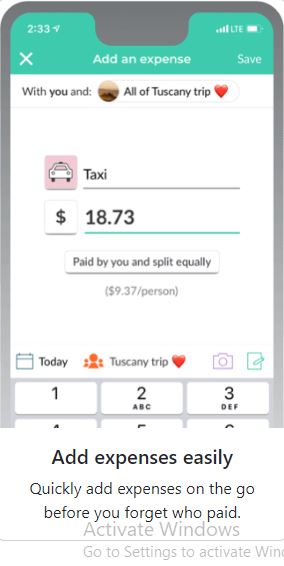 2:33 LTE
Add an expense Save
With you and: All of Tuscany trip ❤️
Taxi
$ 18.73
Paid by you and split equally
($9.37/person)
Today Tuscany trip ❤️
1 2 3
ABC DEF
Add expenses easily
Quickly add expenses on the go
before you forget who paid.
Activate Windows
Go to Settings to activate Win